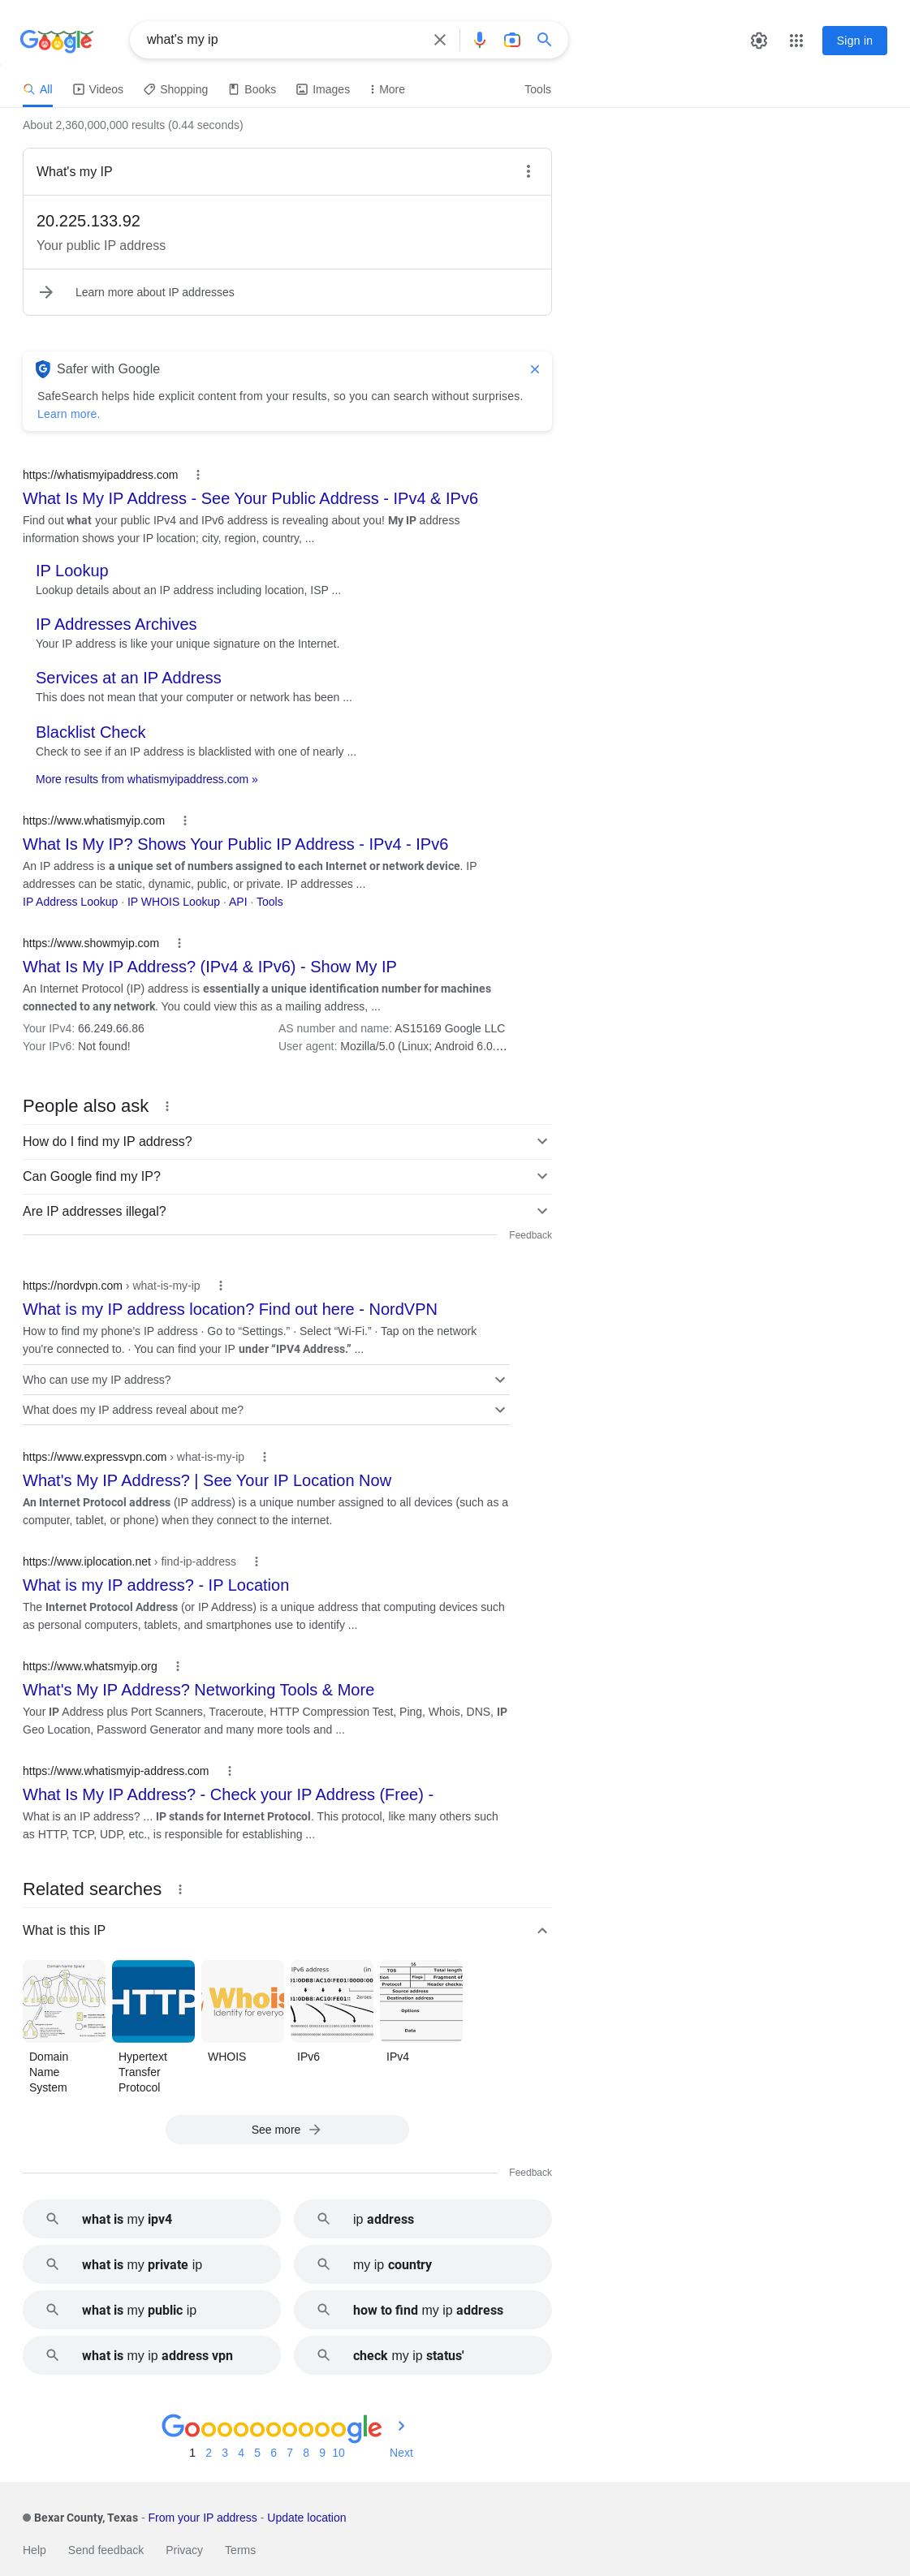 Google
what's my ip
Sign in
All
Videos
Shopping
Books
Images
More
Tools
About 2,360,000,000 results (0.44 seconds)
What's my IP
20.225.133.92
Your public IP address
Learn more about IP addresses
Safer with Google
SafeSearch helps hide explicit content from your results, so you can search without surprises.
Learn more.
https://whatismyipaddress.com
What Is My IP Address - See Your Public Address - IPv4 & IPv6
Find out what your public IPv4 and IPv6 address is revealing about you! My IP address
information shows your IP location; city, region, country, ...
IP Lookup
Lookup details about an IP address including location, ISP ...
IP Addresses Archives
Your IP address is like your unique signature on the Internet.
Services at an IP Address
This does not mean that your computer or network has been ...
Blacklist Check
Check to see if an IP address is blacklisted with one of nearly ...
More results from whatismyipaddress.com »
https://www.whatismyip.com
What Is My IP? Shows Your Public IP Address - IPv4 - IPv6
An IP address is a unique set of numbers assigned to each Internet or network device. IP
addresses can be static, dynamic, public, or private. IP addresses ...
IP Address Lookup · IP WHOIS Lookup · API · Tools
https://www.showmyip.com
What Is My IP Address? (IPv4 & IPv6) - Show My IP
An Internet Protocol (IP) address is essentially a unique identification number for machines
connected to any network. You could view this as a mailing address, ...
Your IPv4: 66.249.66.86
AS number and name: AS15169 Google LLC
Your IPv6: Not found!
User agent: Mozilla/5.0 (Linux; Android 6.0....
People also ask
How do I find my IP address?
Can Google find my IP?
Are IP addresses illegal?
Feedback
https://nordvpn.com › what-is-my-ip
What is my IP address location? Find out here - NordVPN
How to find my phone's IP address · Go to “Settings.” · Select “Wi-Fi.” · Tap on the network
you're connected to. · You can find your IP under “IPV4 Address.” ...
Who can use my IP address?
What does my IP address reveal about me?
https://www.expressvpn.com › what-is-my-ip
What's My IP Address? | See Your IP Location Now
An Internet Protocol address (IP address) is a unique number assigned to all devices (such as a
computer, tablet, or phone) when they connect to the internet.
https://www.iplocation.net › find-ip-address
What is my IP address? - IP Location
The Internet Protocol Address (or IP Address) is a unique address that computing devices such
as personal computers, tablets, and smartphones use to identify ...
https://www.whatsmyip.org
What's My IP Address? Networking Tools & More
Your IP Address plus Port Scanners, Traceroute, HTTP Compression Test, Ping, Whois, DNS, IP
Geo Location, Password Generator and many more tools and ...
https://www.whatismyip-address.com
What Is My IP Address? - Check your IP Address (Free) -
What is an IP address? ... IP stands for Internet Protocol. This protocol, like many others such
as HTTP, TCP, UDP, etc., is responsible for establishing ...
Related searches
What is this IP
Domain Name Space
HTTP
Whois
Identity for everyo
IPv6 address (in
Zeroes
TOS
Total length
Flags
Fragment of
Protocol
Header checksu
Source address
Destination address
Options
Data
Domain
Name
System
Hypertext
Transfer
Protocol
WHOIS
IPv6
IPv4
See more
Feedback
what is my ipv4
ip address
what is my private ip
my ip country
what is my public ip
how to find my ip address
what is my ip address vpn
check my ip status'
Goooooooooogle
1 2 3 4 5 6 7 8 9 10
Next
Bexar County, Texas - From your IP address - Update location
Help
Send feedback
Privacy
Terms